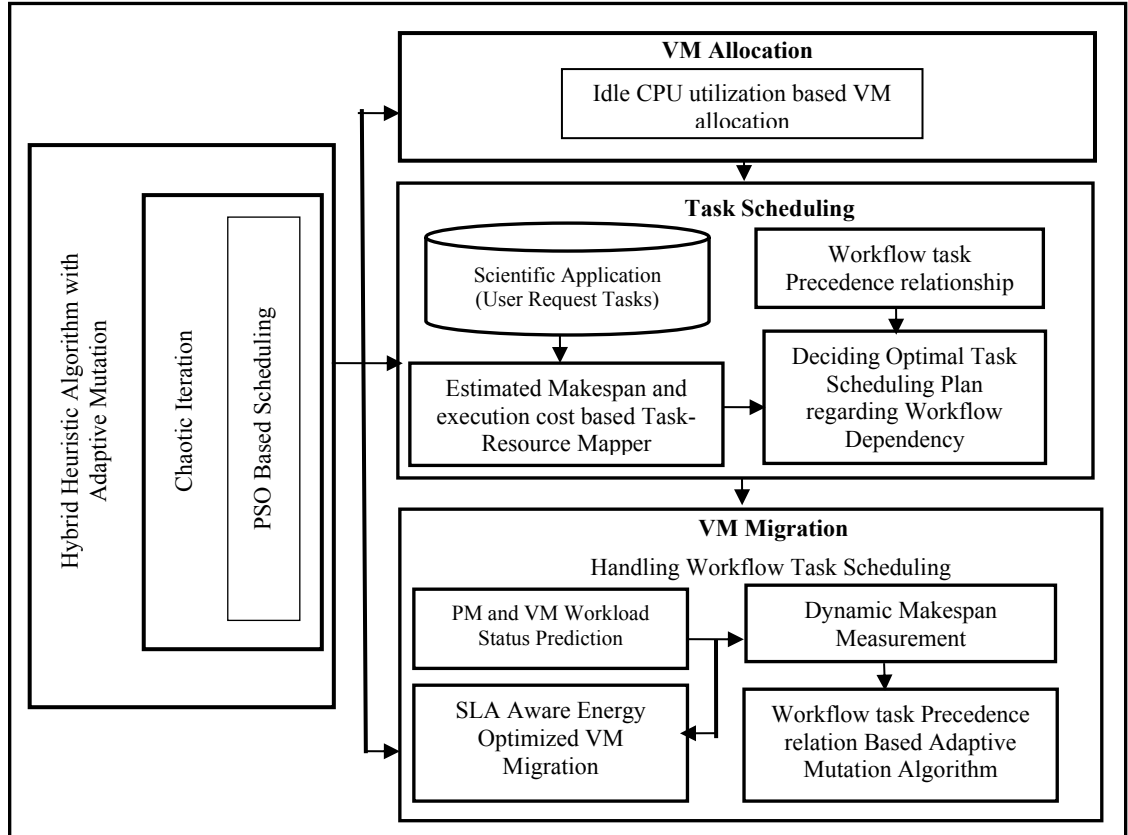 Hybrid Heuristic Algorithm with
Adaptive Mutation
Chaotic Iteration
PSO Based Scheduling
VM Allocation
Idle CPU utilization based VM
allocation
Task Scheduling
Scientific Application
(User Request Tasks)
Workflow task
Precedence relationship
Estimated Makespan and
execution cost based Task-
Resource Mapper
Deciding Optimal Task
Scheduling Plan
regarding Workflow
Dependency
VM Migration
Handling Workflow Task Scheduling
PM and VM Workload
Status Prediction
Dynamic Makespan
Measurement
SLA Aware Energy
Optimized VM
Migration
Workflow task Precedence
relation Based Adaptive
Mutation Algorithm